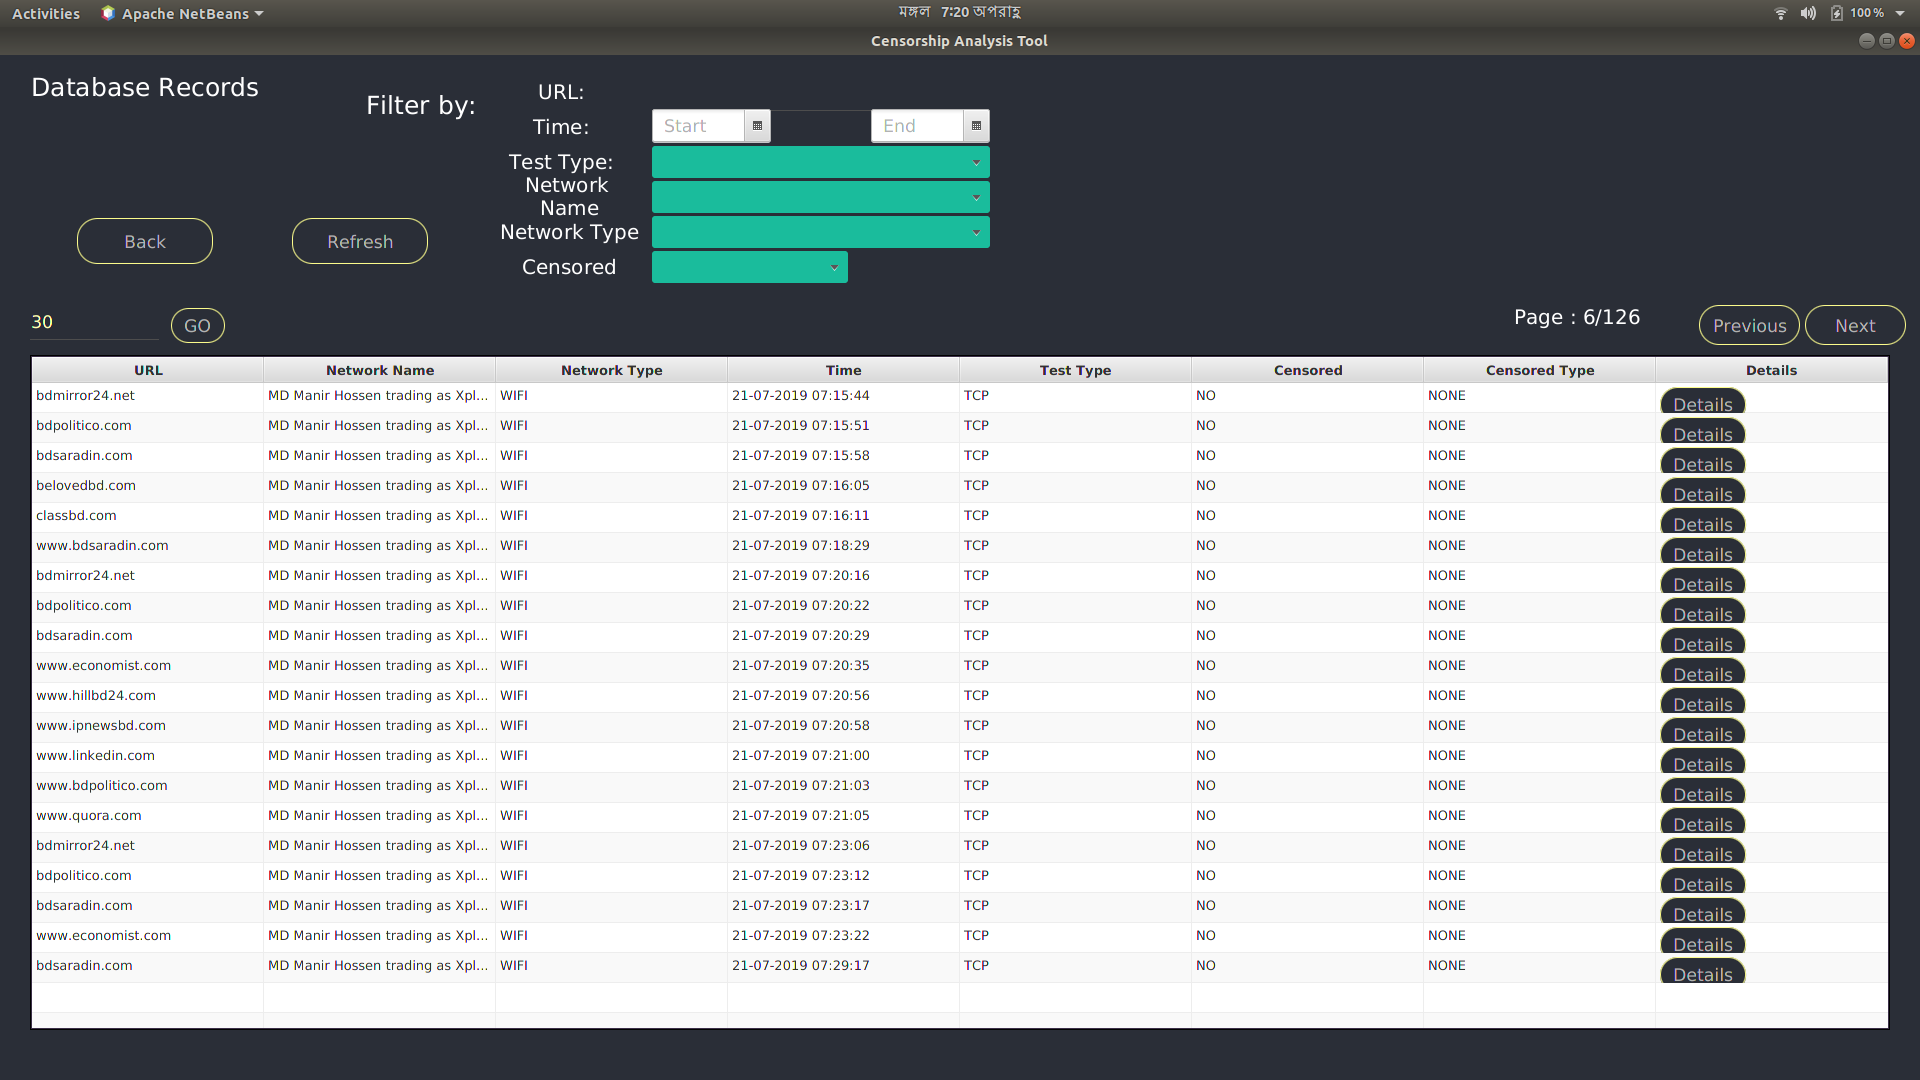 Activities Apache NetBeans মঙ্গল 7:20 অপরাহ্ণ 100%
Censorship Analysis Tool
Database Records
Filter by:
URL:
Time: Start End
Test Type:
Network
Name
Network Type
Censored
Back Refresh
30 GO Page : 6/126 Previous Next
URL Network Name Network Type Time Test Type Censored Censored Type Details
bdmirror24.net MD Manir Hossen trading as Xpl... WIFI 21-07-2019 07:15:44 TCP NO NONE Details
bdpolitico.com MD Manir Hossen trading as Xpl... WIFI 21-07-2019 07:15:51 TCP NO NONE Details
bdsaradin.com MD Manir Hossen trading as Xpl... WIFI 21-07-2019 07:15:58 TCP NO NONE Details
belovedbd.com MD Manir Hossen trading as Xpl... WIFI 21-07-2019 07:16:05 TCP NO NONE Details
classbd.com MD Manir Hossen trading as Xpl... WIFI 21-07-2019 07:16:11 TCP NO NONE Details
www.bdsaradin.com MD Manir Hossen trading as Xpl... WIFI 21-07-2019 07:18:29 TCP NO NONE Details
bdmirror24.net MD Manir Hossen trading as Xpl... WIFI 21-07-2019 07:20:16 TCP NO NONE Details
bdpolitico.com MD Manir Hossen trading as Xpl... WIFI 21-07-2019 07:20:22 TCP NO NONE Details
bdsaradin.com MD Manir Hossen trading as Xpl... WIFI 21-07-2019 07:20:29 TCP NO NONE Details
www.economist.com MD Manir Hossen trading as Xpl... WIFI 21-07-2019 07:20:35 TCP NO NONE Details
www.hillbd24.com MD Manir Hossen trading as Xpl... WIFI 21-07-2019 07:20:56 TCP NO NONE Details
www.ipnewsbd.com MD Manir Hossen trading as Xpl... WIFI 21-07-2019 07:20:58 TCP NO NONE Details
www.linkedin.com MD Manir Hossen trading as Xpl... WIFI 21-07-2019 07:21:00 TCP NO NONE Details
www.bdpolitico.com MD Manir Hossen trading as Xpl... WIFI 21-07-2019 07:21:03 TCP NO NONE Details
www.quora.com MD Manir Hossen trading as Xpl... WIFI 21-07-2019 07:21:05 TCP NO NONE Details
bdmirror24.net MD Manir Hossen trading as Xpl... WIFI 21-07-2019 07:23:06 TCP NO NONE Details
bdpolitico.com MD Manir Hossen trading as Xpl... WIFI 21-07-2019 07:23:12 TCP NO NONE Details
bdsaradin.com MD Manir Hossen trading as Xpl... WIFI 21-07-2019 07:23:17 TCP NO NONE Details
www.economist.com MD Manir Hossen trading as Xpl... WIFI 21-07-2019 07:23:22 TCP NO NONE Details
bdsaradin.com MD Manir Hossen trading as Xpl... WIFI 21-07-2019 07:29:17 TCP NO NONE Details